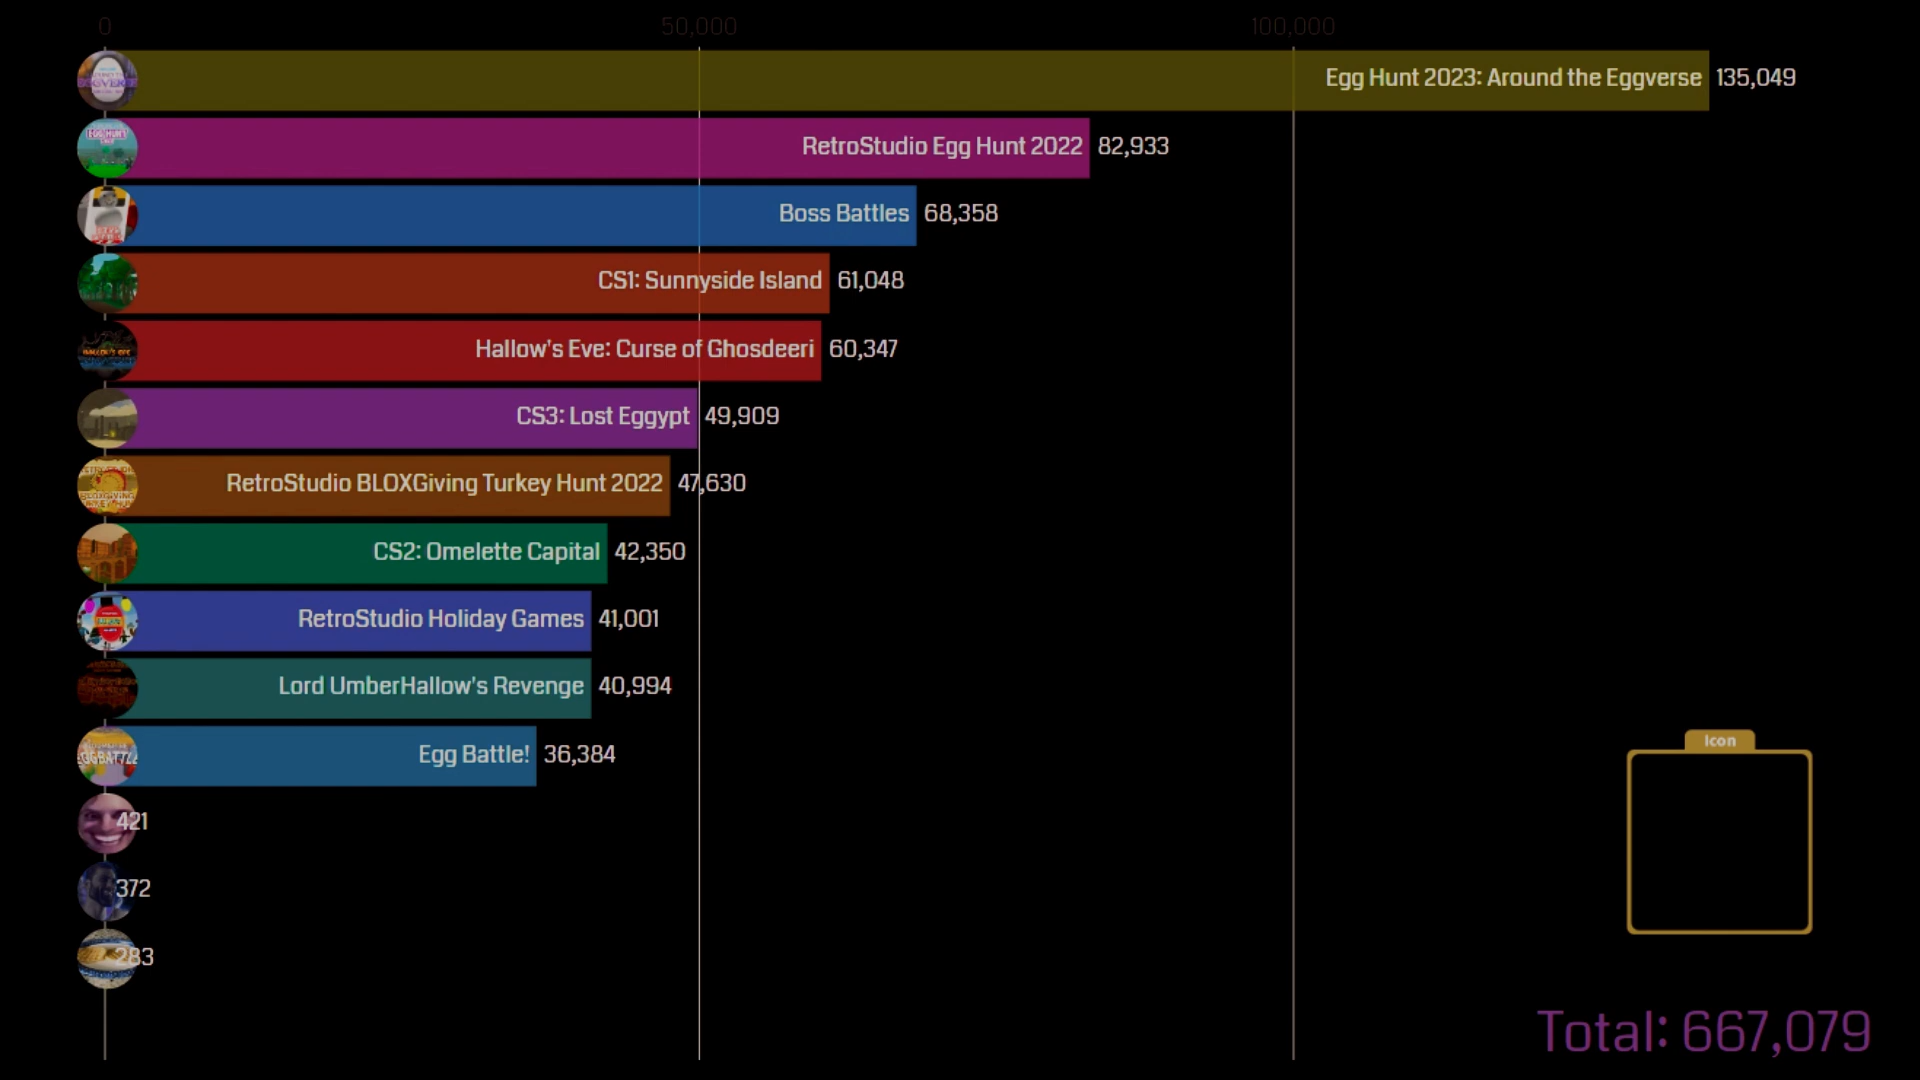 0 50,000 100,000
Egg Hunt 2023: Around the Eggverse 135,049
RetroStudio Egg Hunt 2022 82,933
Boss Battles 68,358
CS1: Sunnyside Island 61,048
Hallow's Eve: Curse of Ghosdeeri 60,347
CS3: Lost Eggypt 49,909
RetroStudio BLOXGiving Turkey Hunt 2022 47,630
CS2: Omelette Capital 42,350
RetroStudio Holiday Games 41,001
Lord UmberHallow's Revenge 40,994
Egg Battle! 36,384
421
372
283
Icon
Total: 667,079